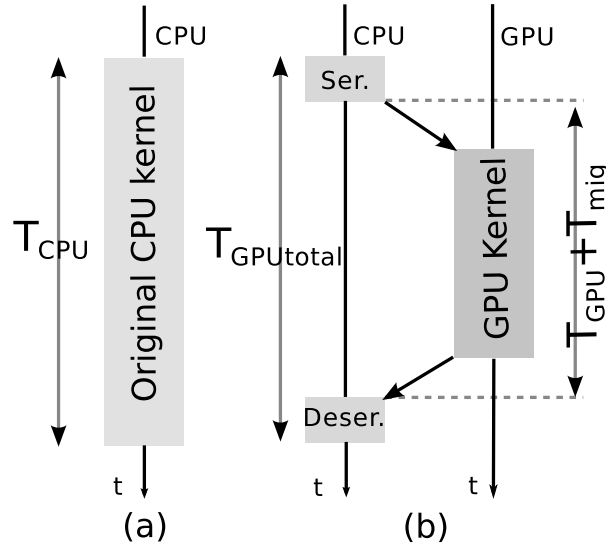 CPU
Original CPU kernel
T_CPU
t
(a)
CPU
GPU
Ser.
GPU Kernel
T_GPUtotal
T_GPU + T_mig
Deser.
t
t
(b)